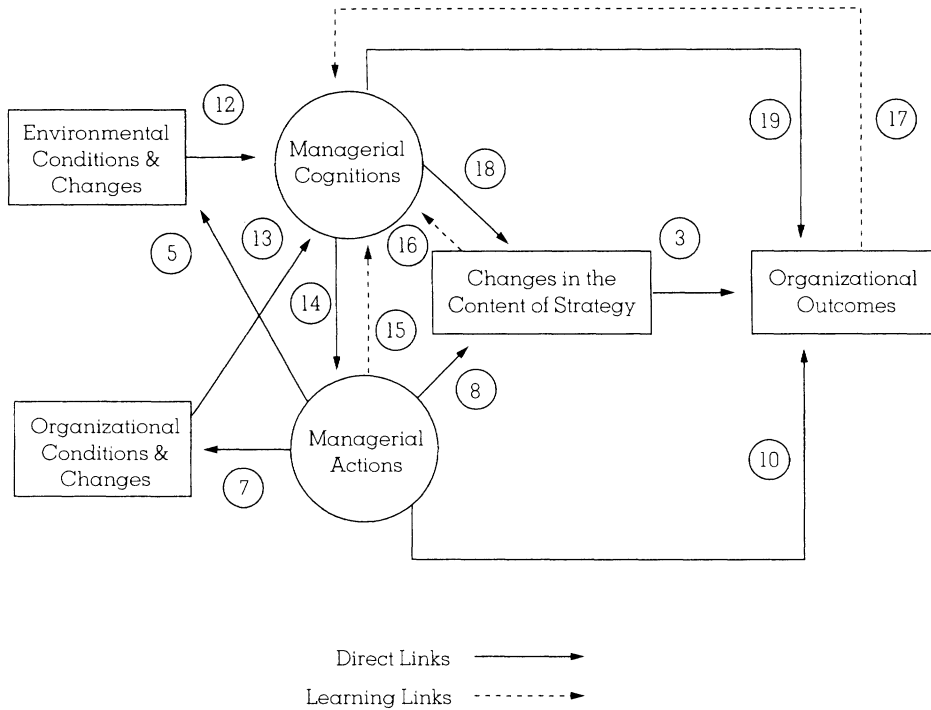 17
12
19
Environmental
Conditions &
Changes
Managerial
Cognitions
18
5
13
16
3
14
Changes in the
Content of Strategy
Organizational
Outcomes
15
8
Organizational
Conditions &
Changes
Managerial
Actions
7
10
Direct Links
Learning Links